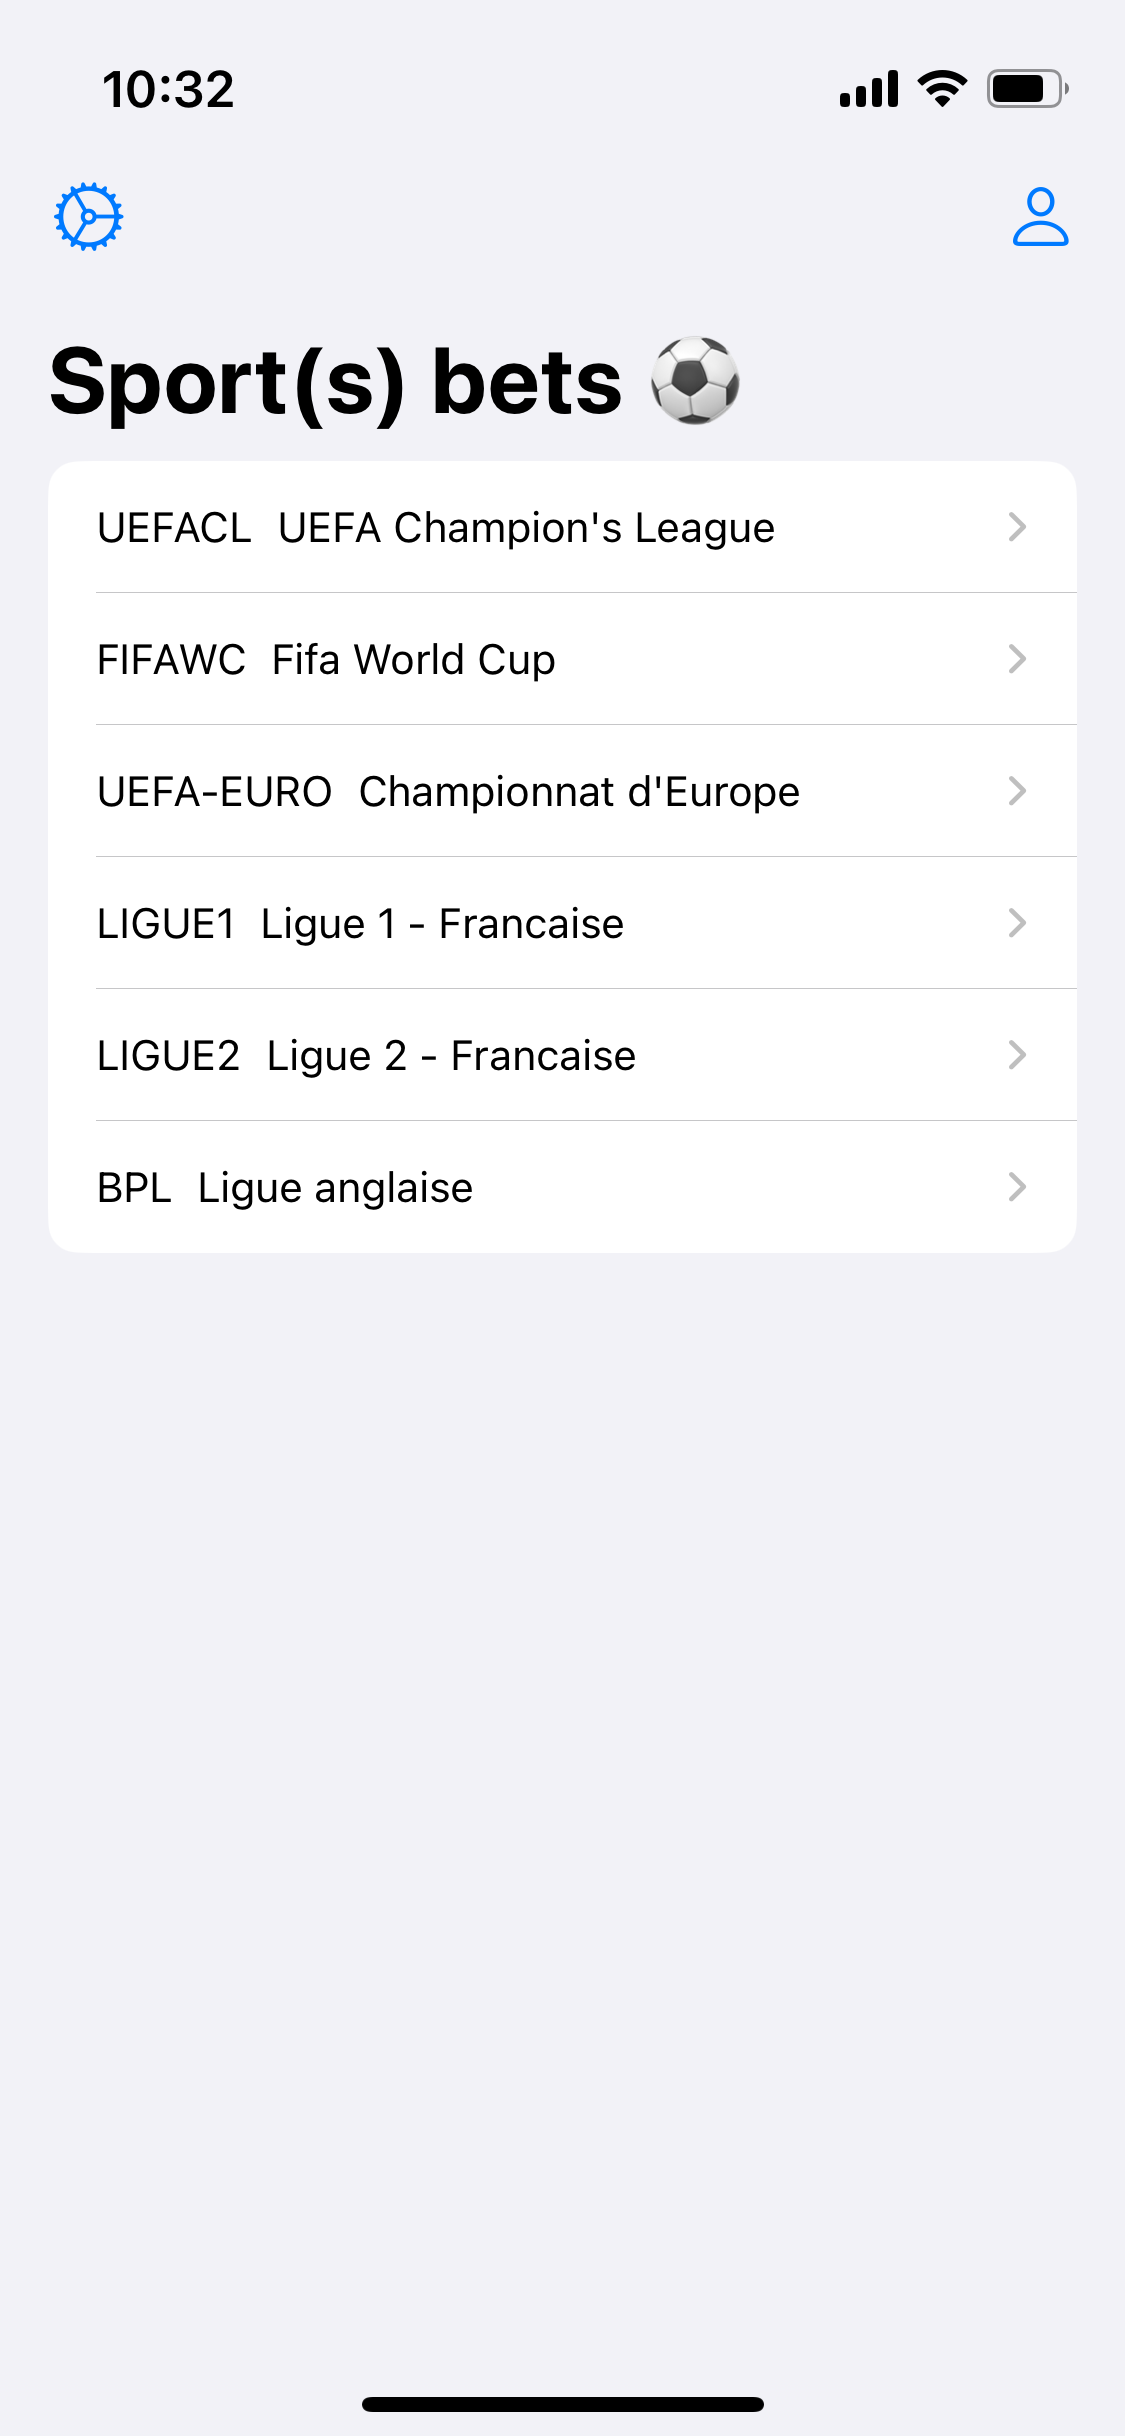 10:32
Sport(s) bets ⚽
UEFACL UEFA Champion's League
FIFAWC Fifa World Cup
UEFA-EURO Championnat d'Europe
LIGUE1 Ligue 1 - Francaise
LIGUE2 Ligue 2 - Francaise
BPL Ligue anglaise